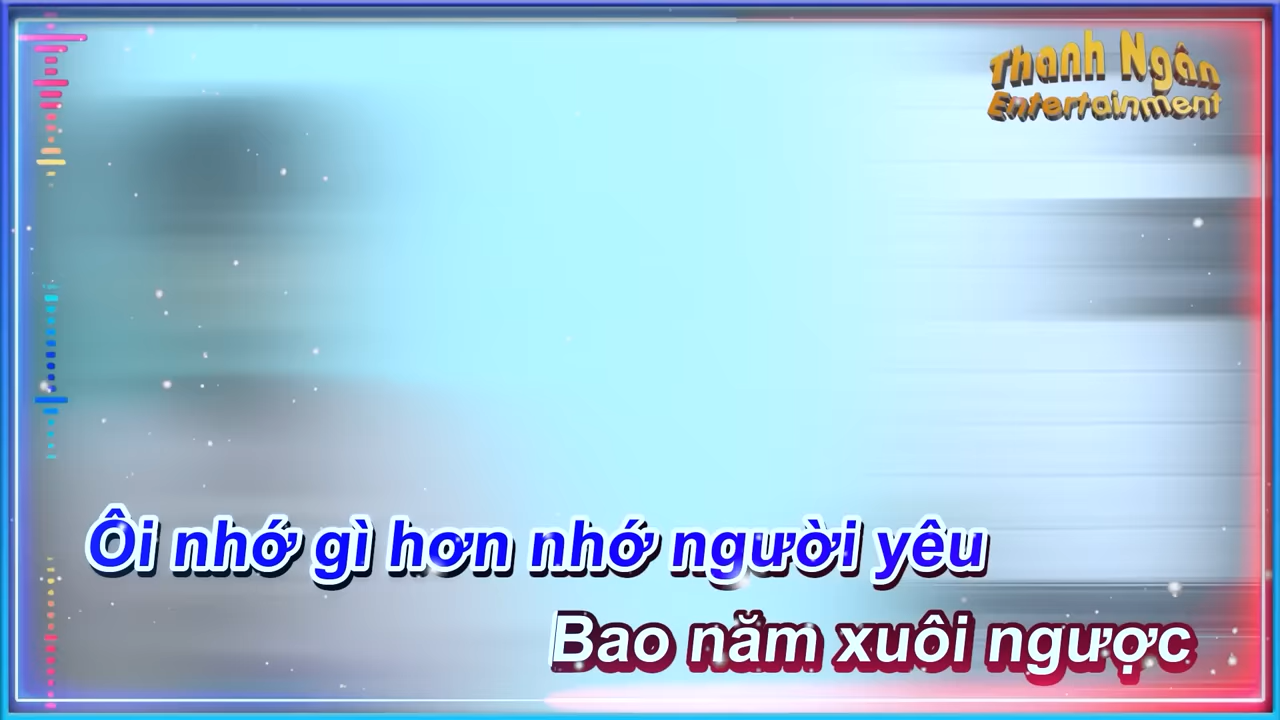 Thanh Ngân
Entertainment
Ôi nhớ gì hơn nhớ người yêu
Bao năm xuôi ngược